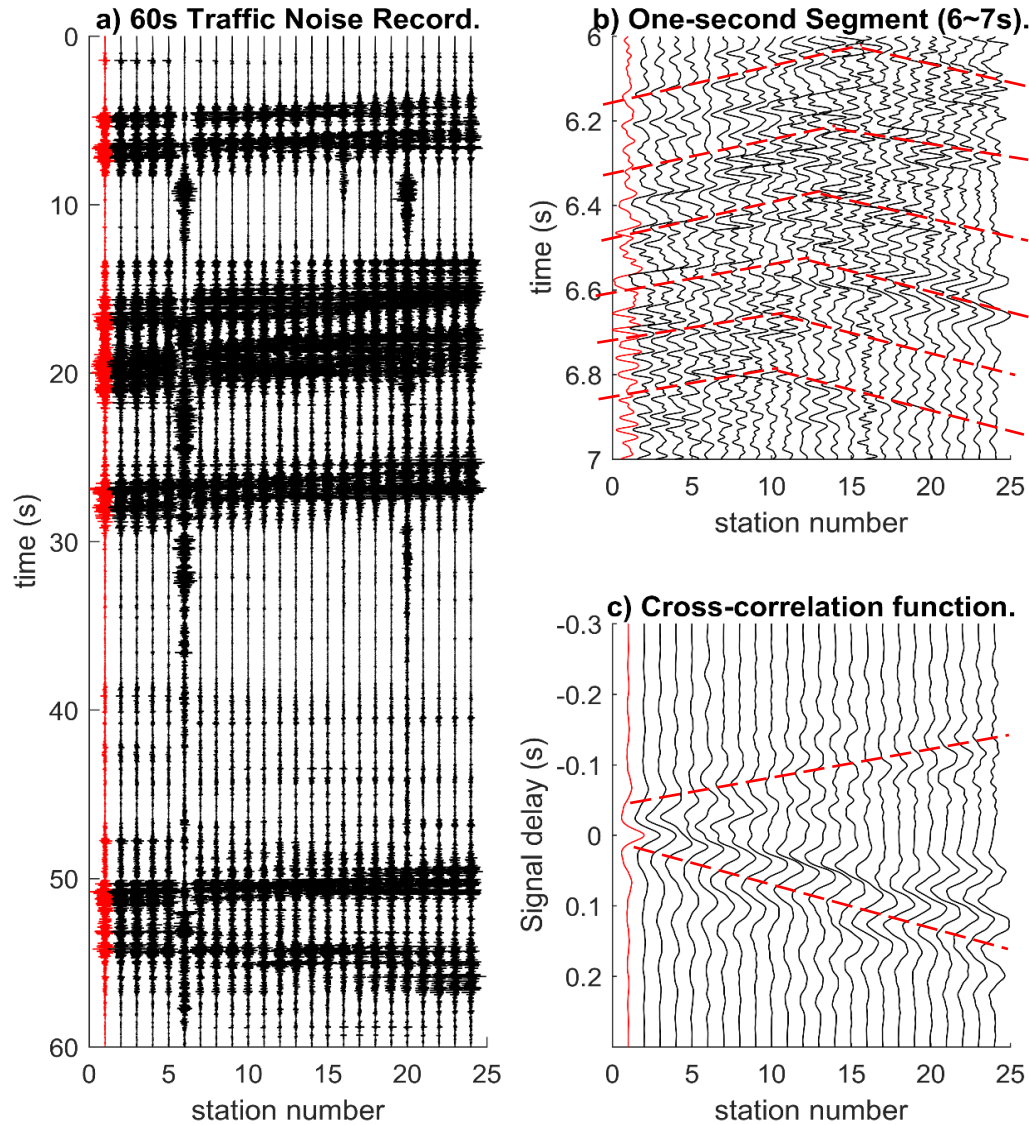 a) 60s Traffic Noise Record.
0
10
20
30
40
50
60
time (s)
0 5 10 15 20 25
station number
b) One-second Segment (6~7s).
6
6.2
6.4
6.6
6.8
7
time (s)
0 5 10 15 20 25
station number
c) Cross-correlation function.
-0.3
-0.2
-0.1
0
0.1
0.2
Signal delay (s)
0 5 10 15 20 25
station number